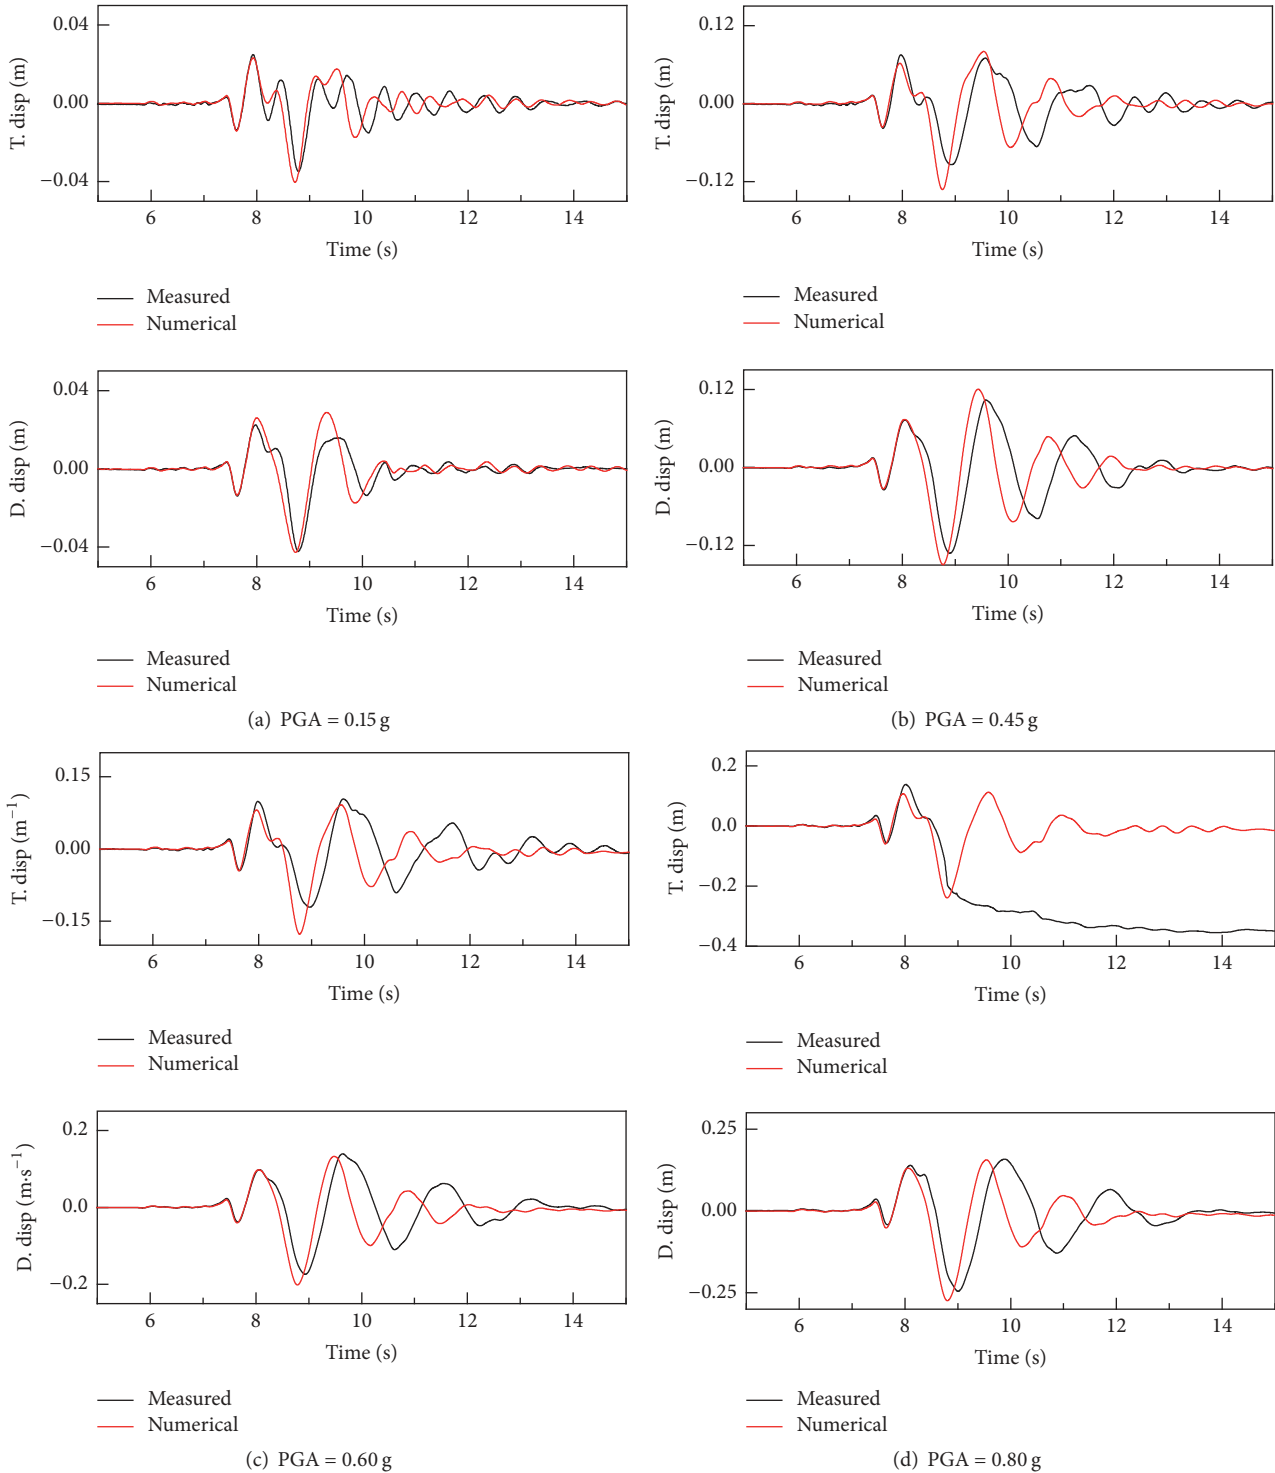 T. disp (m)
0.04
0.00
−0.04
6 8 10 12 14
Time (s)
Measured
Numerical
D. disp (m)
0.04
0.00
−0.04
6 8 10 12 14
Time (s)
Measured
Numerical
(a) PGA = 0.15 g
T. disp (m)
0.12
0.00
−0.12
6 8 10 12 14
Time (s)
Measured
Numerical
D. disp (m)
0.12
0.00
−0.12
6 8 10 12 14
Time (s)
Measured
Numerical
(b) PGA = 0.45 g
T. disp (m⁻¹)
0.15
0.00
−0.15
6 8 10 12 14
Time (s)
Measured
Numerical
D. disp (m·s⁻¹)
0.2
0.0
−0.2
6 8 10 12 14
Time (s)
Measured
Numerical
(c) PGA = 0.60 g
T. disp (m)
0.2
0.0
−0.2
−0.4
6 8 10 12 14
Time (s)
Measured
Numerical
D. disp (m)
0.25
0.00
−0.25
6 8 10 12 14
Time (s)
Measured
Numerical
(d) PGA = 0.80 g